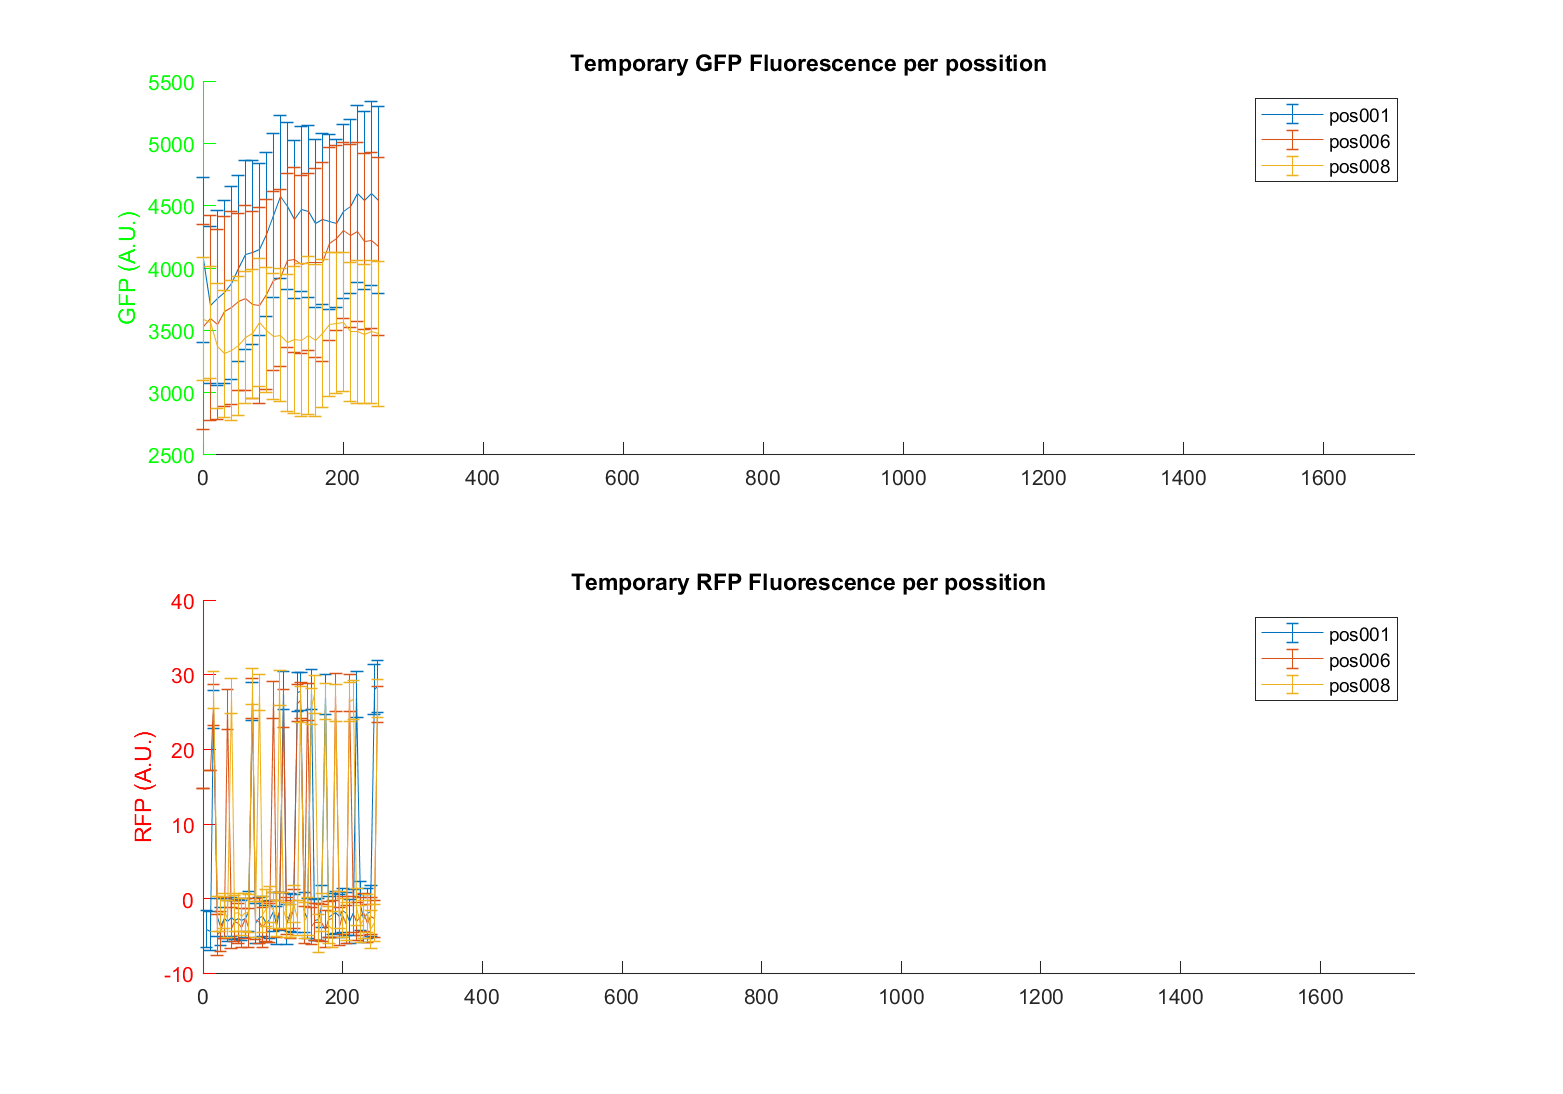 Temporary GFP Fluorescence per possition
5500
5000
4500
4000
3500
3000
2500
GFP (A.U.)
pos001
pos006
pos008
0 200 400 600 800 1000 1200 1400 1600
Temporary RFP Fluorescence per possition
40
30
20
10
0
-10
RFP (A.U.)
pos001
pos006
pos008
0 200 400 600 800 1000 1200 1400 1600